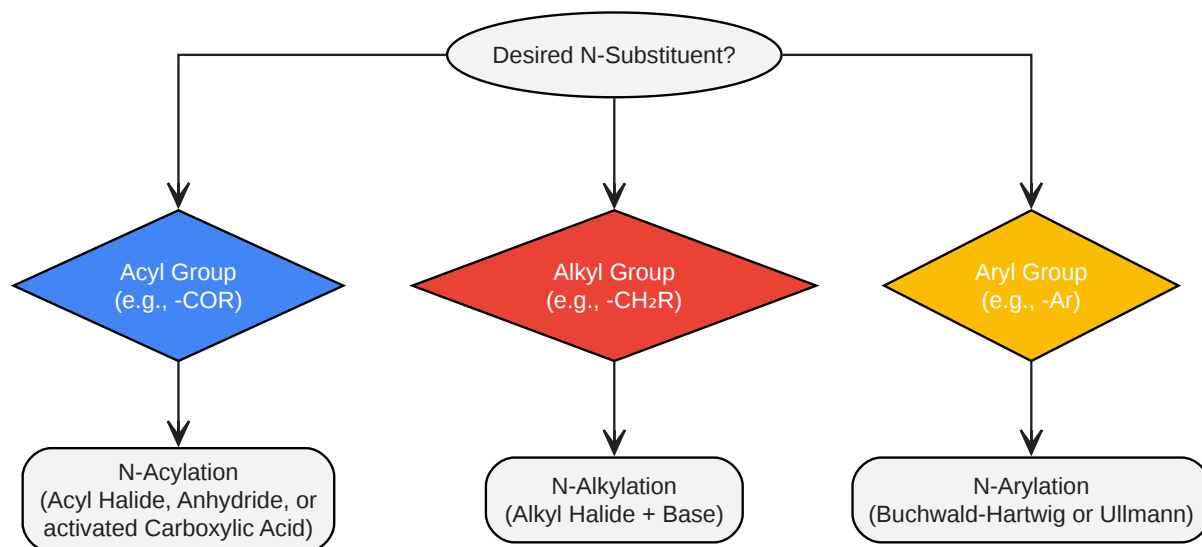 Desired N-Substituent?
Acyl Group
(e.g., -COR)
Alkyl Group
(e.g., -CH₂R)
Aryl Group
(e.g., -Ar)
N-Acylation
(Acyl Halide, Anhydride, or
activated Carboxylic Acid)
N-Alkylation
(Alkyl Halide + Base)
N-Arylation
(Buchwald-Hartwig or Ullmann)